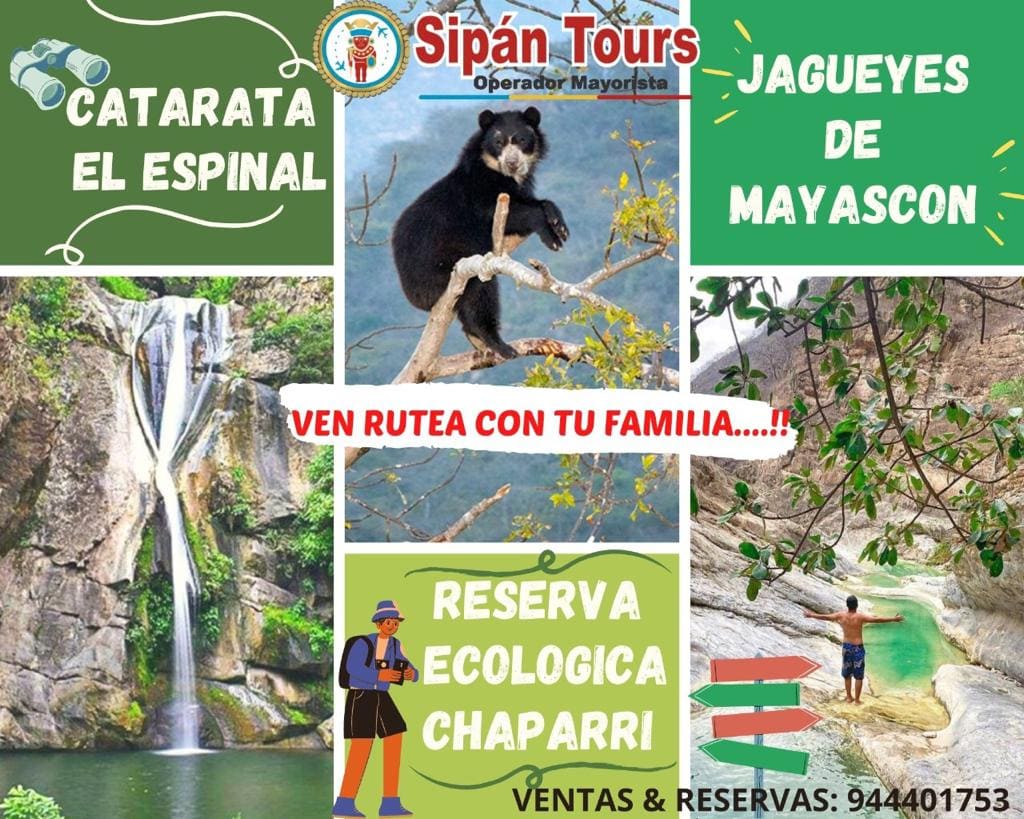 CATARATA
EL ESPINAL
Sipán Tours
Operador Mayorista
JAGUEYES
DE
MAYASCON
VEN RUTEA CON TU FAMILIA....!!
RESERVA
ECOLOGICA
CHAPARRI
VENTAS & RESERVAS: 944401753